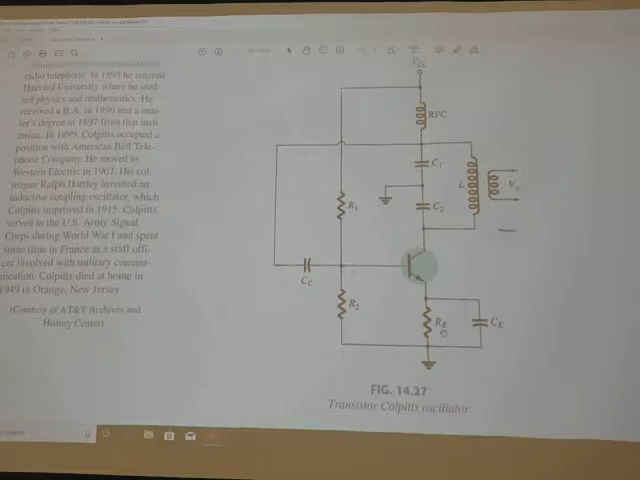 radio telephone. In 1895 he entered
Harvard University where he stud-
ied physics and mathematics. He
received a B.A. in 1896 and a mas-
ter's degree in 1897 from that insti-
tution. In 1899, Colpitts accepted a
position with American Bell Tele-
phone Company. He moved to
Western Electric in 1907. His col-
league Ralph Hartley invented an
inductive coupling oscillator, which
Colpitts improved in 1915. Colpitts
served in the U.S. Army Signal
Corps during World War I and spent
some time in France as a staff offi-
cer involved with military commu-
nication. Colpitts died at home in
1949 in Orange, New Jersey
(Courtesy of AT&T Archives and
History Center)
VCC
RFC
C1
L
Vo
R1
C2
CC
R2
RE
CE
FIG. 14.27
Transistor Colpitts oscillator.